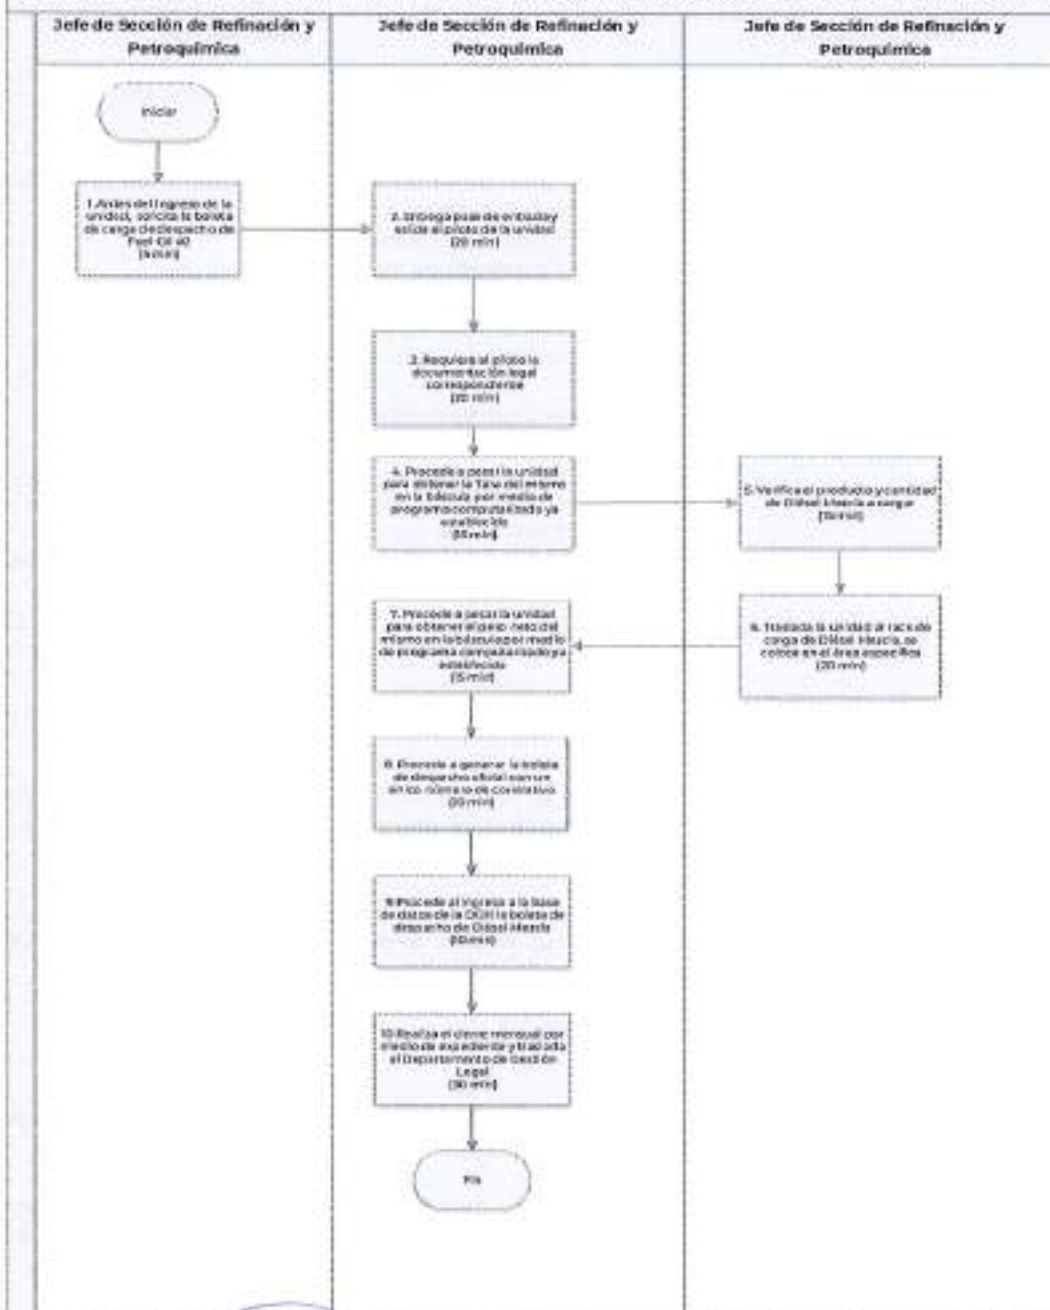 Jefe de Sección de Refinación y
Petroquímica
Jefe de Sección de Refinación y
Petroquímica
Jefe de Sección de Refinación y
Petroquímica
Iniciar
1. Antes del ingreso de la
unidad, solicita la boleta
de carga de despacho de
Fuel Oil
2. Entrega pase de entrada y
salida al piloto de la unidad
(20 min)
3. Requiere al piloto la
documentación legal
correspondiente
4. Procede a pesar la unidad
para obtener la Tara del mismo
en la báscula por medio de
programa computarizado ya
establecido
(15 min)
5. Verifica el producto y cantidad
de Diésel Mezcla a cargar
6. Traslada la unidad al rack de
carga de Diésel Mezcla, se
coloca en el área específica
(20 min)
7. Procede a pesar la unidad
para obtener el peso neto del
mismo en la báscula por medio
de programa computarizado ya
establecido
(15 min)
8. Procede a generar la boleta
de despacho oficial con un
único número de correlativo
9. Procede al ingreso a la base
de datos de la DGH la boleta de
despacho de Diésel Mezcla
10. Realiza el cierre mensual por
medio de expediente y traslada
al Departamento de Gestión
Legal
(30 min)
Fin